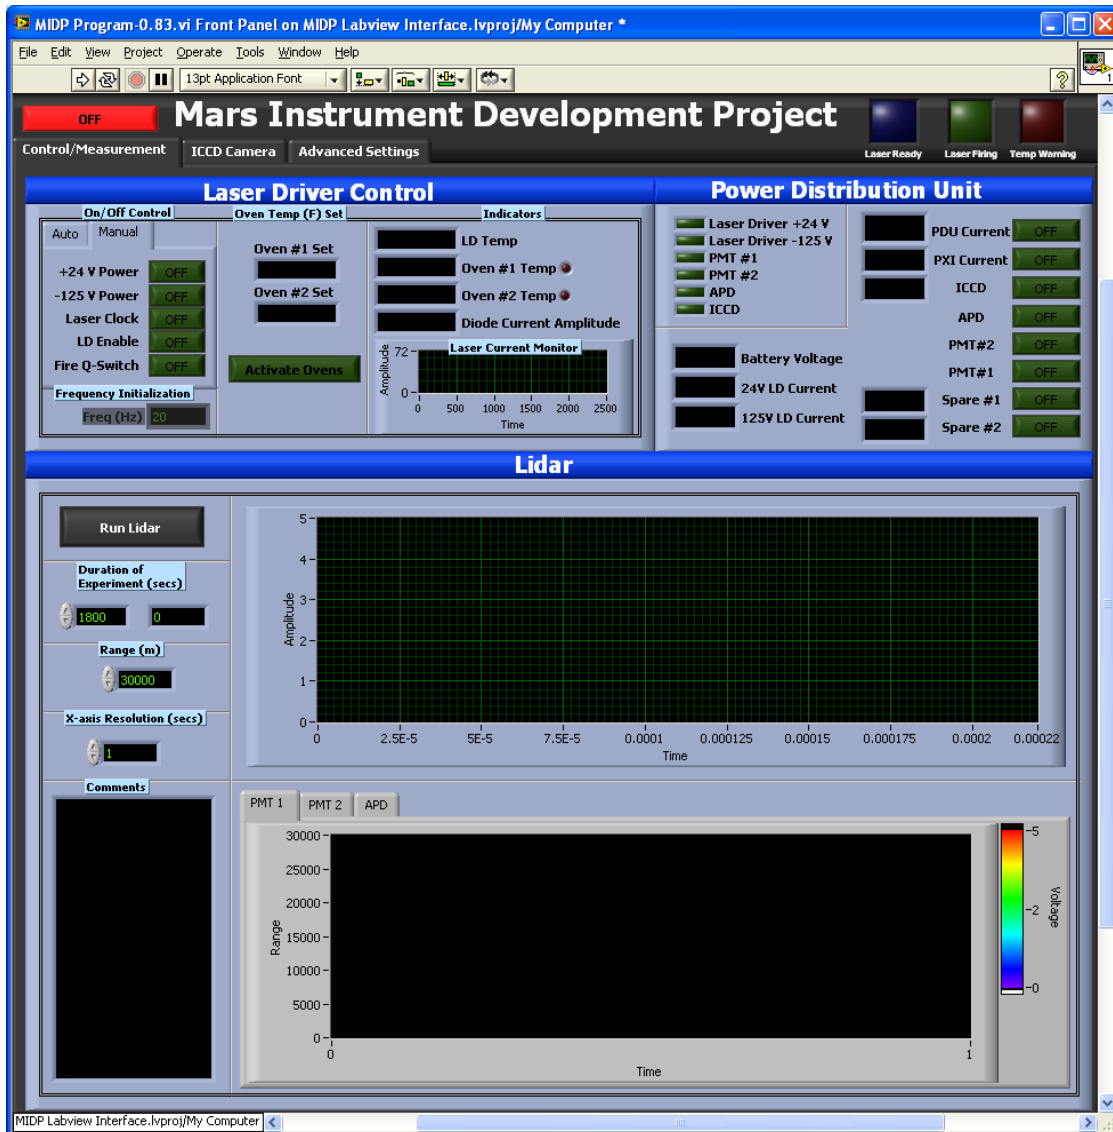 MIDP Program-0.83.vi Front Panel on MIDP Labview Interface.lvproj/My Computer *
File Edit View Project Operate Tools Window Help
13pt Application Font
?
1
OFF
Mars Instrument Development Project
Laser Ready Laser Firing Temp Warning
Control/Measurement ICCD Camera Advanced Settings
Laser Driver Control
On/Off Control
Auto Manual
+24 V Power OFF
-125 V Power OFF
Laser Clock OFF
LD Enable OFF
Fire Q-Switch OFF
Frequency Initialization
Freq (Hz) 20
Oven Temp (F) Set
Oven #1 Set
Oven #2 Set
Activate Ovens
Indicators
LD Temp
Oven #1 Temp
Oven #2 Temp
Diode Current Amplitude
Laser Current Monitor
Amplitude
72
0
0 500 1000 1500 2000 2500
Time
Power Distribution Unit
Laser Driver +24 V
Laser Driver -125 V
PMT #1
PMT #2
APD
ICCD
Battery Voltage
24V LD Current
125V LD Current
PDU Current OFF
PXI Current OFF
ICCD OFF
APD OFF
PMT#2 OFF
PMT#1 OFF
Spare #1 OFF
Spare #2 OFF
Lidar
Run Lidar
Duration of
Experiment (secs)
1800 0
Range (m)
30000
X-axis Resolution (secs)
1
Comments
Amplitude
5
4
3
2
1
0
0 2.5E-5 5E-5 7.5E-5 0.0001 0.000125 0.00015 0.000175 0.0002 0.00022
Time
PMT 1 PMT 2 APD
Range
30000
25000
20000
15000
10000
5000
0
0 1
Time
-5
-2
-0
Voltage
MIDP Labview Interface.lvproj/My Computer